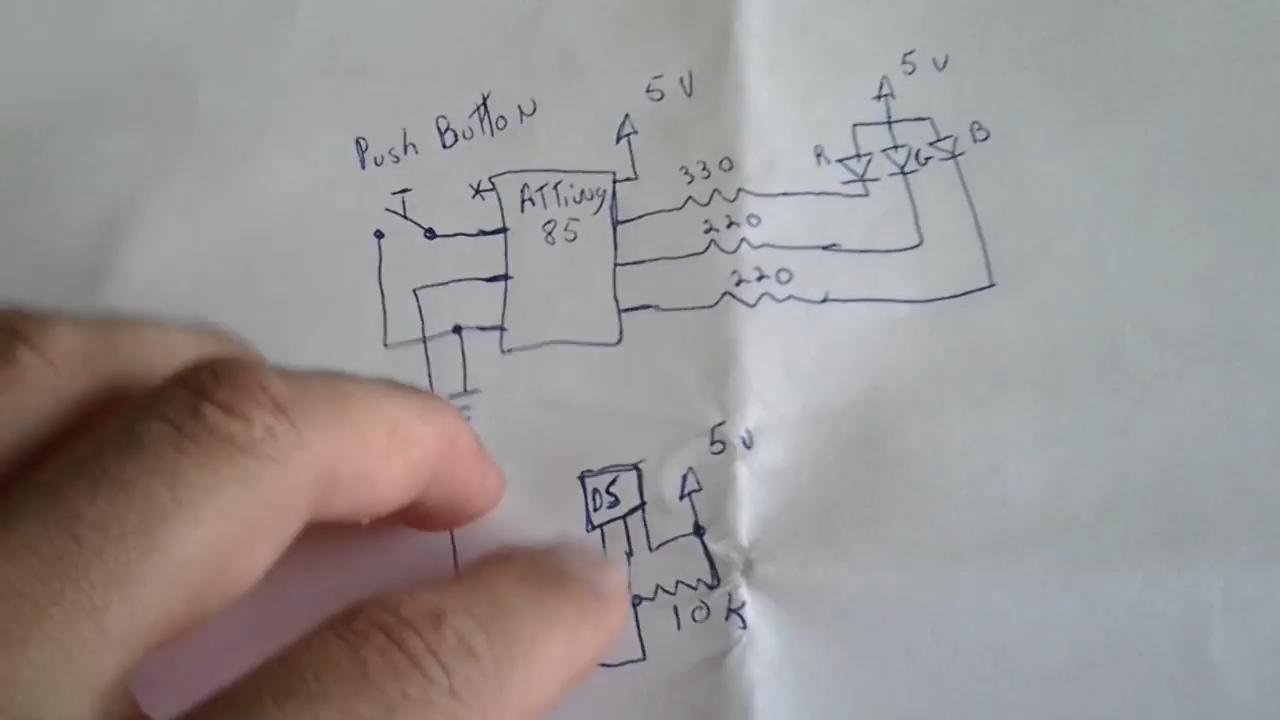 5V
Push Button
5V
R
G
B
330
x
ATTiny
85
220
220
5V
DS
10K